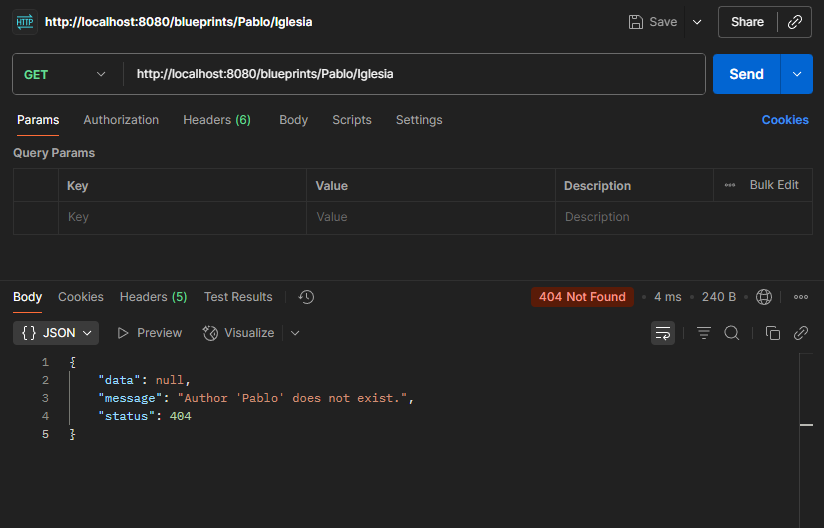 HTTP http://localhost:8080/blueprints/Pablo/Iglesia Save Share
GET http://localhost:8080/blueprints/Pablo/Iglesia Send
Params Authorization Headers (6) Body Scripts Settings Cookies
Query Params
Key Value Description Bulk Edit
Key Value Description
Body Cookies Headers (5) Test Results 404 Not Found 4 ms 240 B
{ } JSON Preview Visualize
1 {
2 "data": null,
3 "message": "Author 'Pablo' does not exist.",
4 "status": 404
5 }